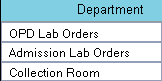 Department
OPD Lab Orders
Admission Lab Orders
Collection Room